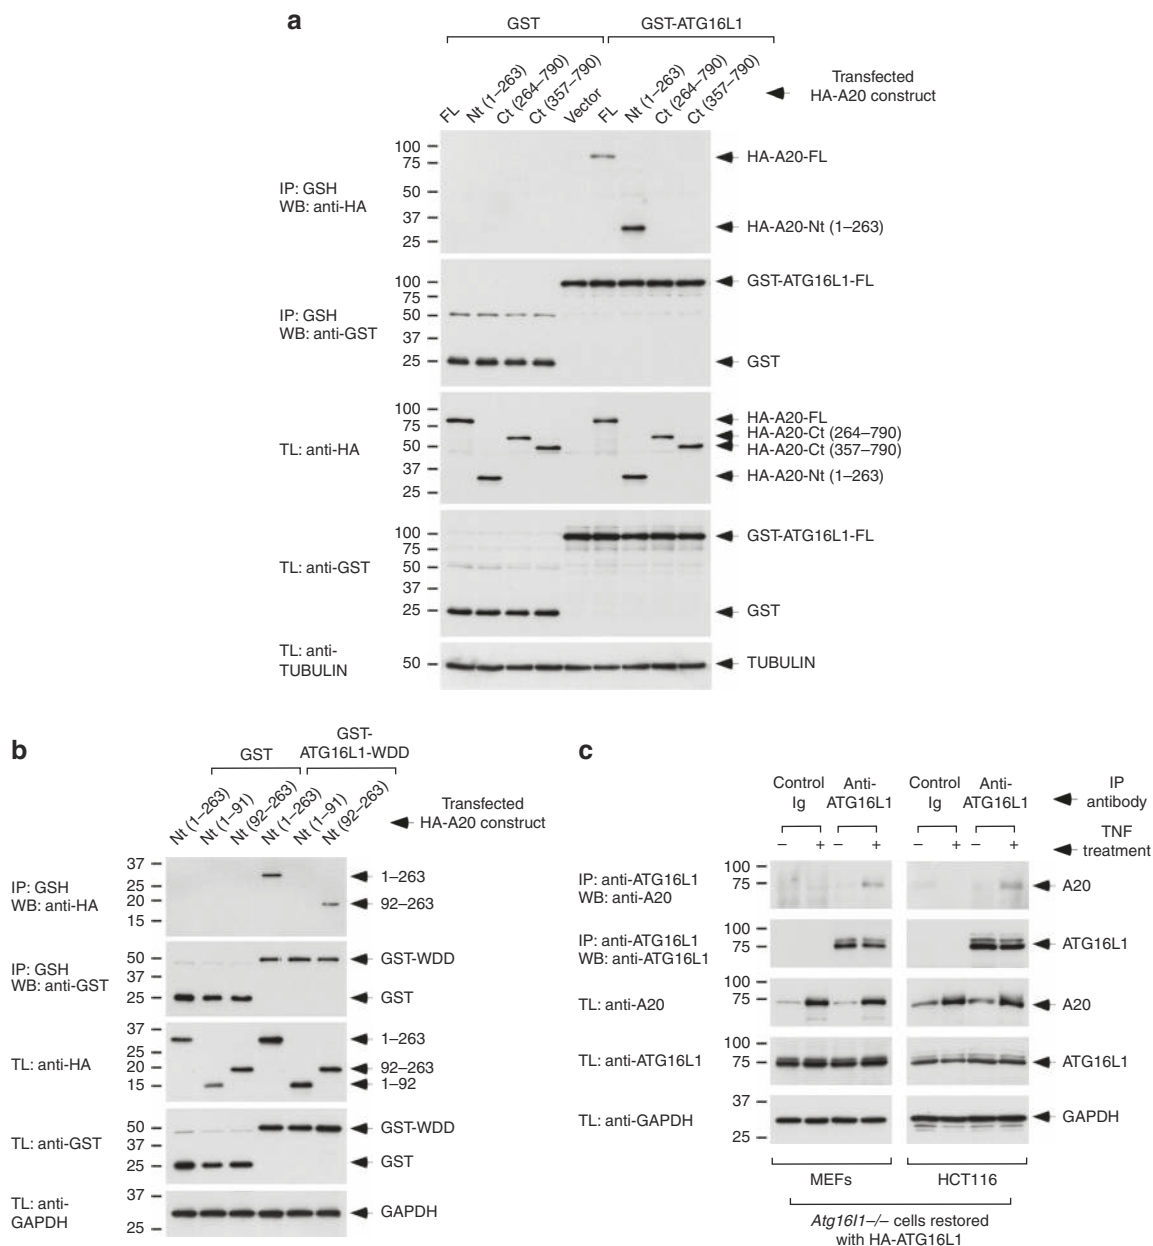 a
GST
GST-ATG16L1
FL
Nt (1–263)
Ct (264–790)
Ct (357–790)
Vector
FL
Nt (1–263)
Ct (264–790)
Ct (357–790)
Transfected
HA-A20 construct
IP: GSH
WB: anti-HA
100
75
50
37
25
HA-A20-FL
HA-A20-Nt (1–263)
IP: GSH
WB: anti-GST
100
75
50
37
25
GST-ATG16L1-FL
GST
TL: anti-HA
100
75
50
37
25
HA-A20-FL
HA-A20-Ct (264–790)
HA-A20-Ct (357–790)
HA-A20-Nt (1–263)
TL: anti-GST
100
75
50
37
25
GST-ATG16L1-FL
GST
TL: anti-
TUBULIN
50
TUBULIN
b
GST
GST-
ATG16L1-WDD
Nt (1–263)
Nt (1–91)
Nt (92–263)
Nt (1–263)
Nt (1–91)
Nt (92–263)
Transfected
HA-A20 construct
IP: GSH
WB: anti-HA
37
25
20
15
1–263
92–263
IP: GSH
WB: anti-GST
50
37
25
GST-WDD
GST
TL: anti-HA
37
25
20
15
1–263
92–263
1–92
TL: anti-GST
50
37
25
GST-WDD
GST
TL: anti-
GAPDH
37
25
GAPDH
c
Control
Ig
Anti-
ATG16L1
Control
Ig
Anti-
ATG16L1
IP
antibody
– + – + – + – +
TNF
treatment
IP: anti-ATG16L1
WB: anti-A20
100
75
A20
IP: anti-ATG16L1
WB: anti-ATG16L1
100
75
ATG16L1
TL: anti-A20
100
75
A20
TL: anti-ATG16L1
100
75
ATG16L1
TL: anti-GAPDH
37
25
GAPDH
MEFs
HCT116
Atg16l1–/– cells restored
with HA-ATG16L1